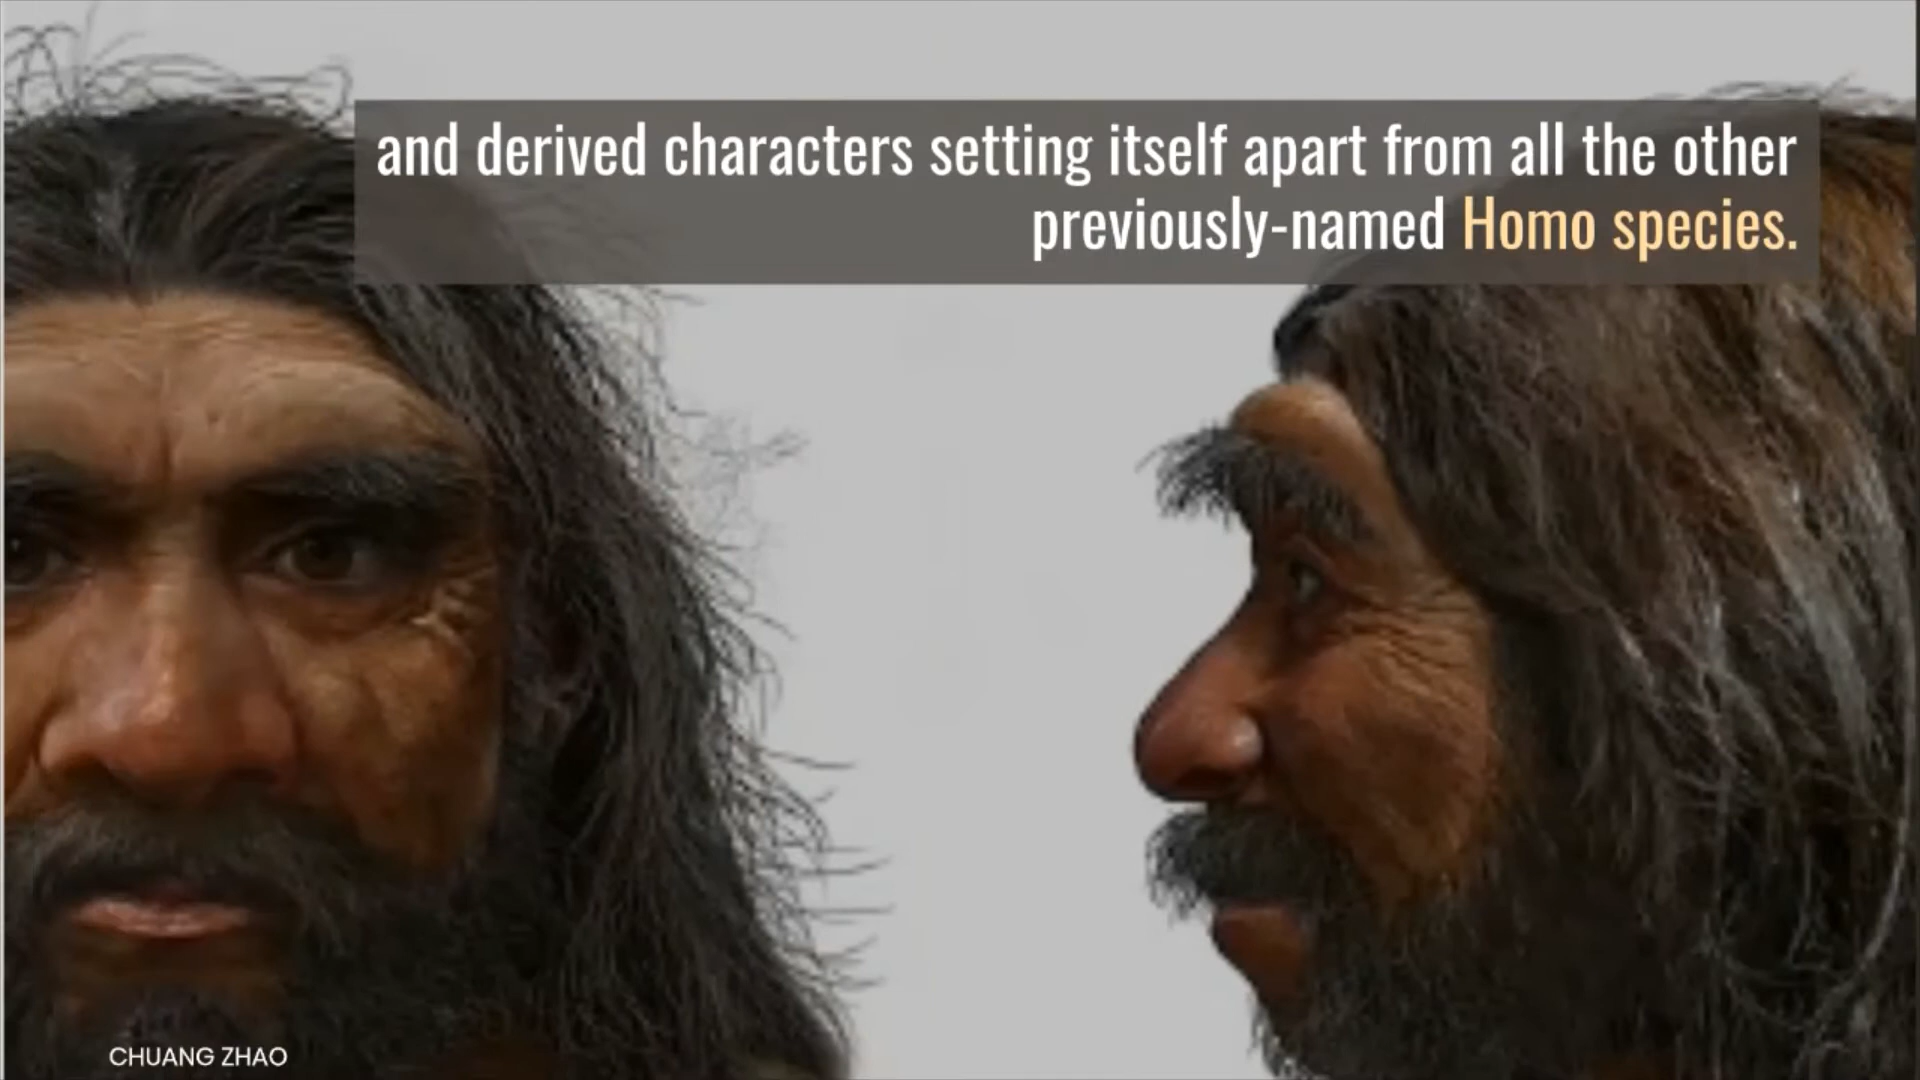 and derived characters setting itself apart from all the other
previously-named Homo species.
CHUANG ZHAO